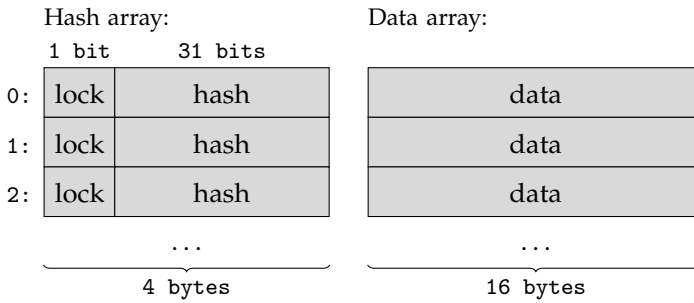 Hash array: Data array:
1 bit 31 bits
0: lock hash data
1: lock hash data
2: lock hash data
... ...
4 bytes 16 bytes